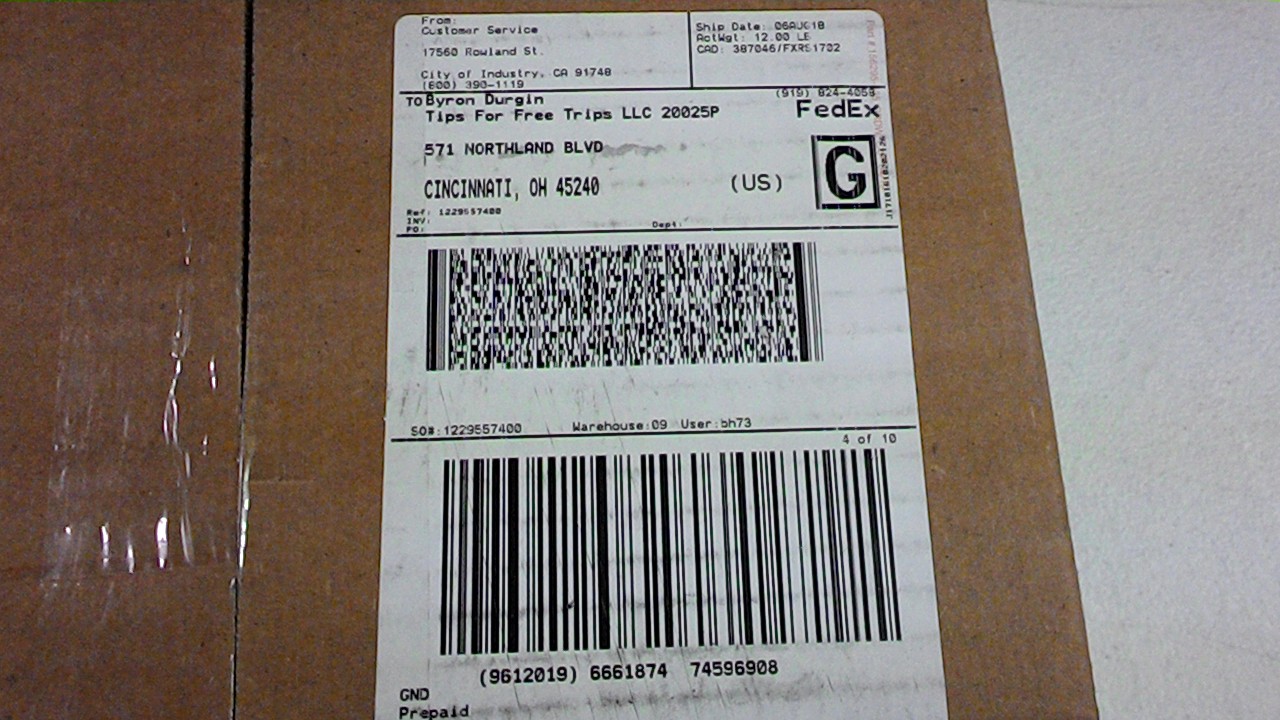 From:
Customer Service
17560 Rowland St.
City of Industry, CA 91748
(800) 390-1119
Ship Date: 06AUG18
ActWgt: 12.00 LB
CAD: 387046/FXRS1702
(919) 824-4058
TO Byron Durgin
Tips For Free Trips LLC 20025P
FedEx
571 NORTHLAND BLVD
G
CINCINNATI, OH 45240
(US)
Ref: 1229557400
INV:
PO:
Dept:
SO#:1229557400 Warehouse:09 User:bh73
4 of 10
(9612019) 6661874 74596908
GND
Prepaid